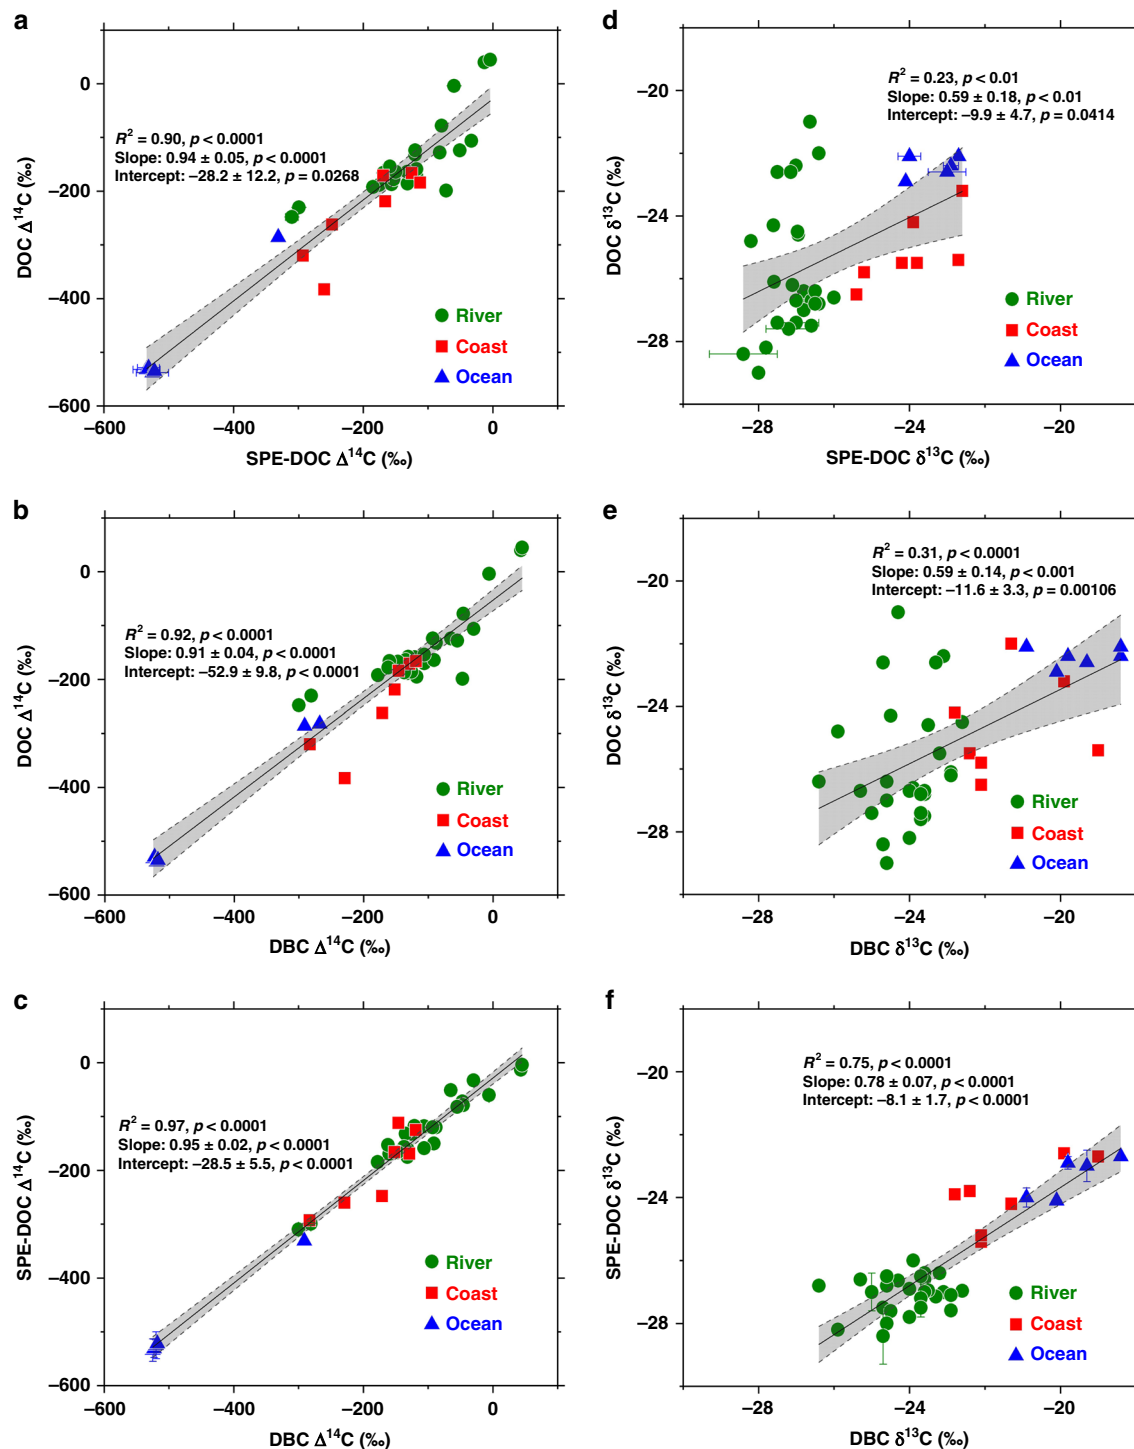 a
0
−200
−400
−600
−600
−400
−200
0
DOC Δ¹⁴C (‰)
SPE-DOC Δ¹⁴C (‰)
R² = 0.90, p < 0.0001
Slope: 0.94 ± 0.05, p < 0.0001
Intercept: −28.2 ± 12.2, p = 0.0268
River
Coast
Ocean
d
−20
−24
−28
−28
−24
−20
DOC δ¹³C (‰)
SPE-DOC δ¹³C (‰)
R² = 0.23, p < 0.01
Slope: 0.59 ± 0.18, p < 0.01
Intercept: −9.9 ± 4.7, p = 0.0414
River
Coast
Ocean
b
0
−200
−400
−600
−600
−400
−200
0
DOC Δ¹⁴C (‰)
DBC Δ¹⁴C (‰)
R² = 0.92, p < 0.0001
Slope: 0.91 ± 0.04, p < 0.0001
Intercept: −52.9 ± 9.8, p < 0.0001
River
Coast
Ocean
e
−20
−24
−28
−28
−24
−20
DOC δ¹³C (‰)
DBC δ¹³C (‰)
R² = 0.31, p < 0.0001
Slope: 0.59 ± 0.14, p < 0.001
Intercept: −11.6 ± 3.3, p = 0.00106
River
Coast
Ocean
c
0
−200
−400
−600
−600
−400
−200
0
SPE-DOC Δ¹⁴C (‰)
DBC Δ¹⁴C (‰)
R² = 0.97, p < 0.0001
Slope: 0.95 ± 0.02, p < 0.0001
Intercept: −28.5 ± 5.5, p < 0.0001
River
Coast
Ocean
f
−20
−24
−28
−28
−24
−20
SPE-DOC δ¹³C (‰)
DBC δ¹³C (‰)
R² = 0.75, p < 0.0001
Slope: 0.78 ± 0.07, p < 0.0001
Intercept: −8.1 ± 1.7, p < 0.0001
River
Coast
Ocean